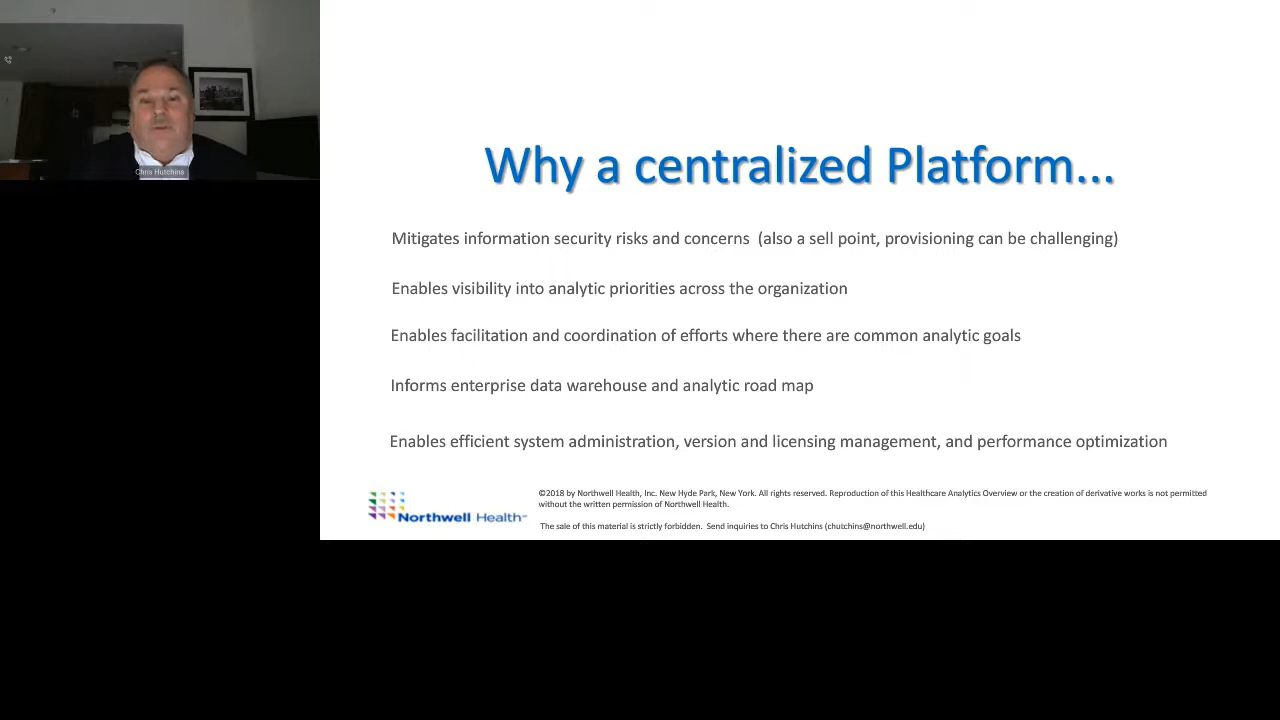 Chris Hutchins
Why a centralized Platform...
Mitigates information security risks and concerns (also a sell point, provisioning can be challenging)
Enables visibility into analytic priorities across the organization
Enables facilitation and coordination of efforts where there are common analytic goals
Informs enterprise data warehouse and analytic road map
Enables efficient system administration, version and licensing management, and performance optimization
Northwell Health℠
©2018 by Northwell Health, Inc. New Hyde Park, New York. All rights reserved. Reproduction of this Healthcare Analytics Overview or the creation of derivative works is not permitted
without the written permission of Northwell Health.
The sale of this material is strictly forbidden. Send inquiries to Chris Hutchins (chutchins@northwell.edu)